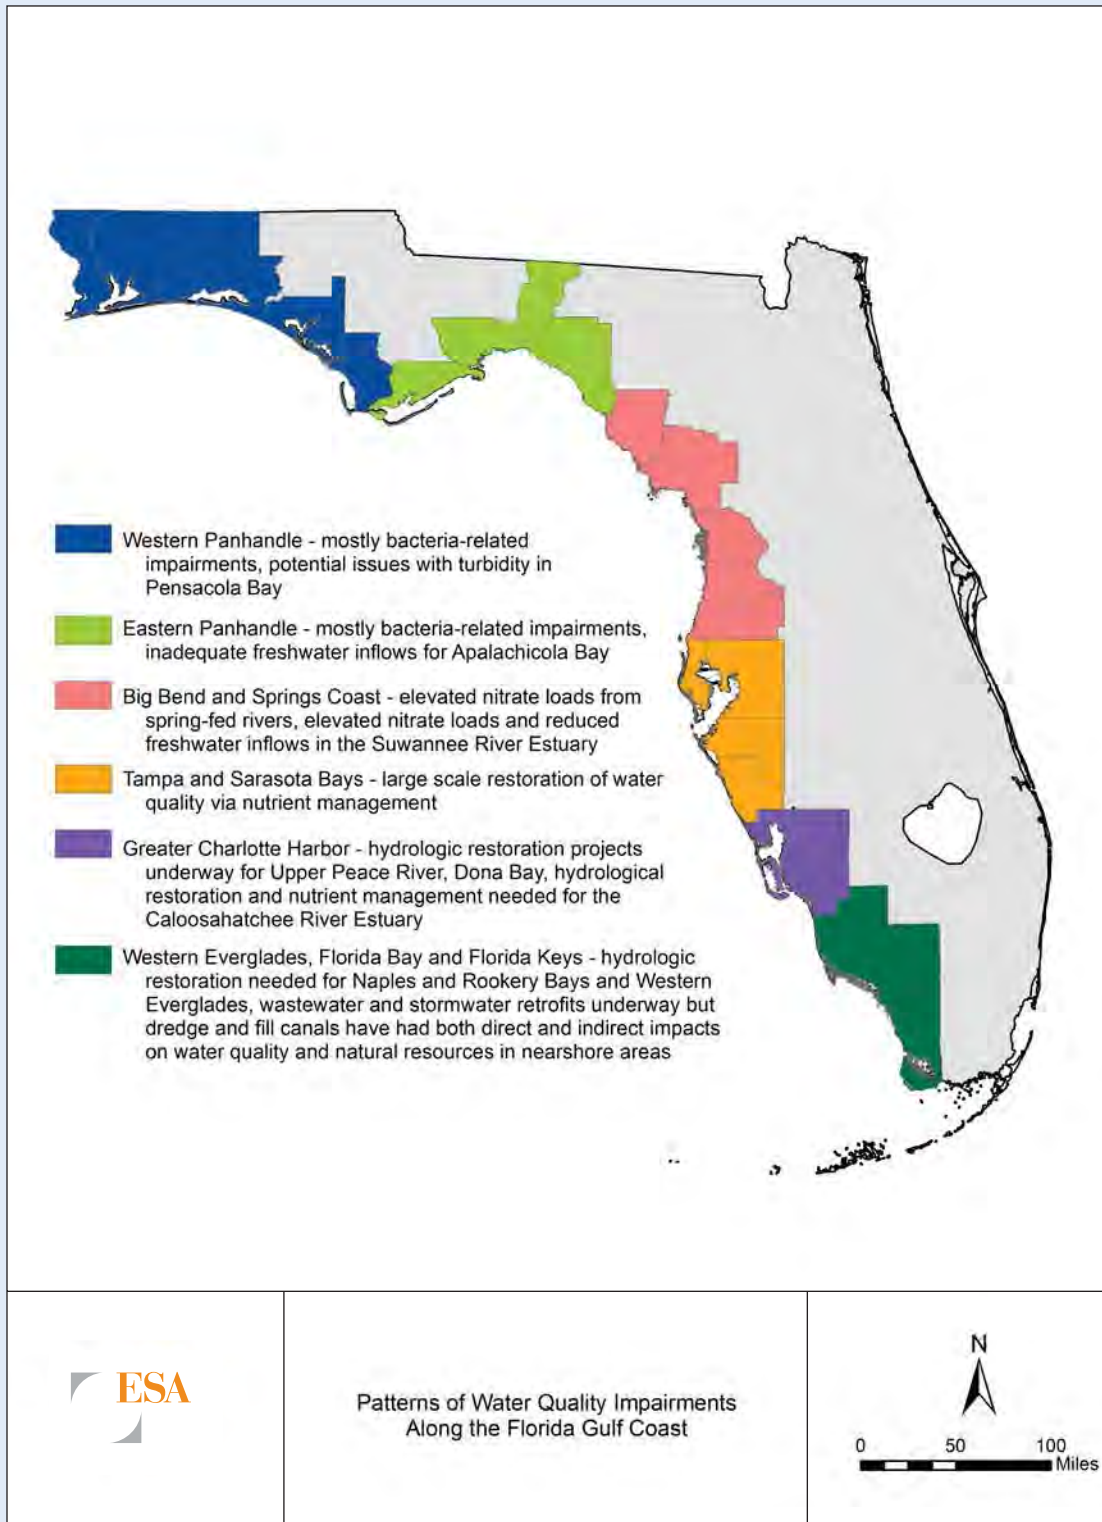 Western Panhandle - mostly bacteria-related
impairments, potential issues with turbidity in
Pensacola Bay
Eastern Panhandle - mostly bacteria-related impairments,
inadequate freshwater inflows for Apalachicola Bay
Big Bend and Springs Coast - elevated nitrate loads from
spring-fed rivers, elevated nitrate loads and reduced
freshwater inflows in the Suwannee River Estuary
Tampa and Sarasota Bays - large scale restoration of water
quality via nutrient management
Greater Charlotte Harbor - hydrologic restoration projects
underway for Upper Peace River, Dona Bay, hydrological
restoration and nutrient management needed for the
Caloosahatchee River Estuary
Western Everglades, Florida Bay and Florida Keys - hydrologic
restoration needed for Naples and Rookery Bays and Western
Everglades, wastewater and stormwater retrofits underway but
dredge and fill canals have had both direct and indirect impacts
on water quality and natural resources in nearshore areas
ESA
Patterns of Water Quality Impairments
Along the Florida Gulf Coast
N
0 50 100
Miles